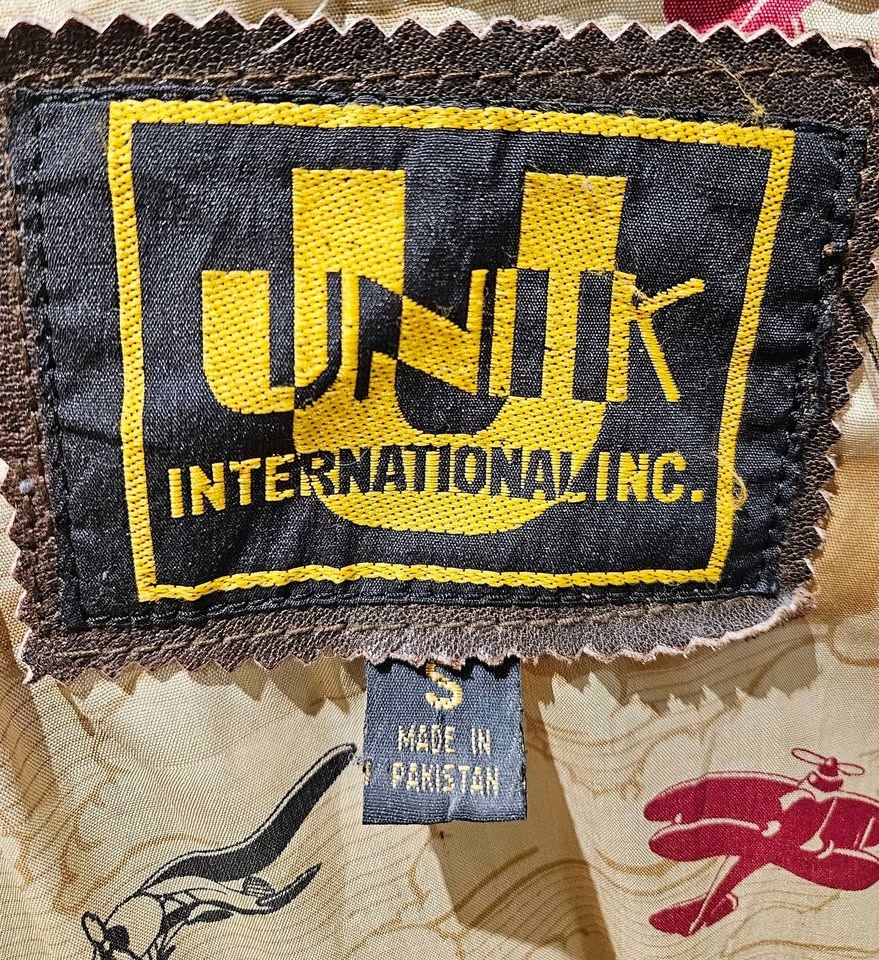 UNIK
INTERNATIONAL INC.
S
MADE IN
PAKISTAN